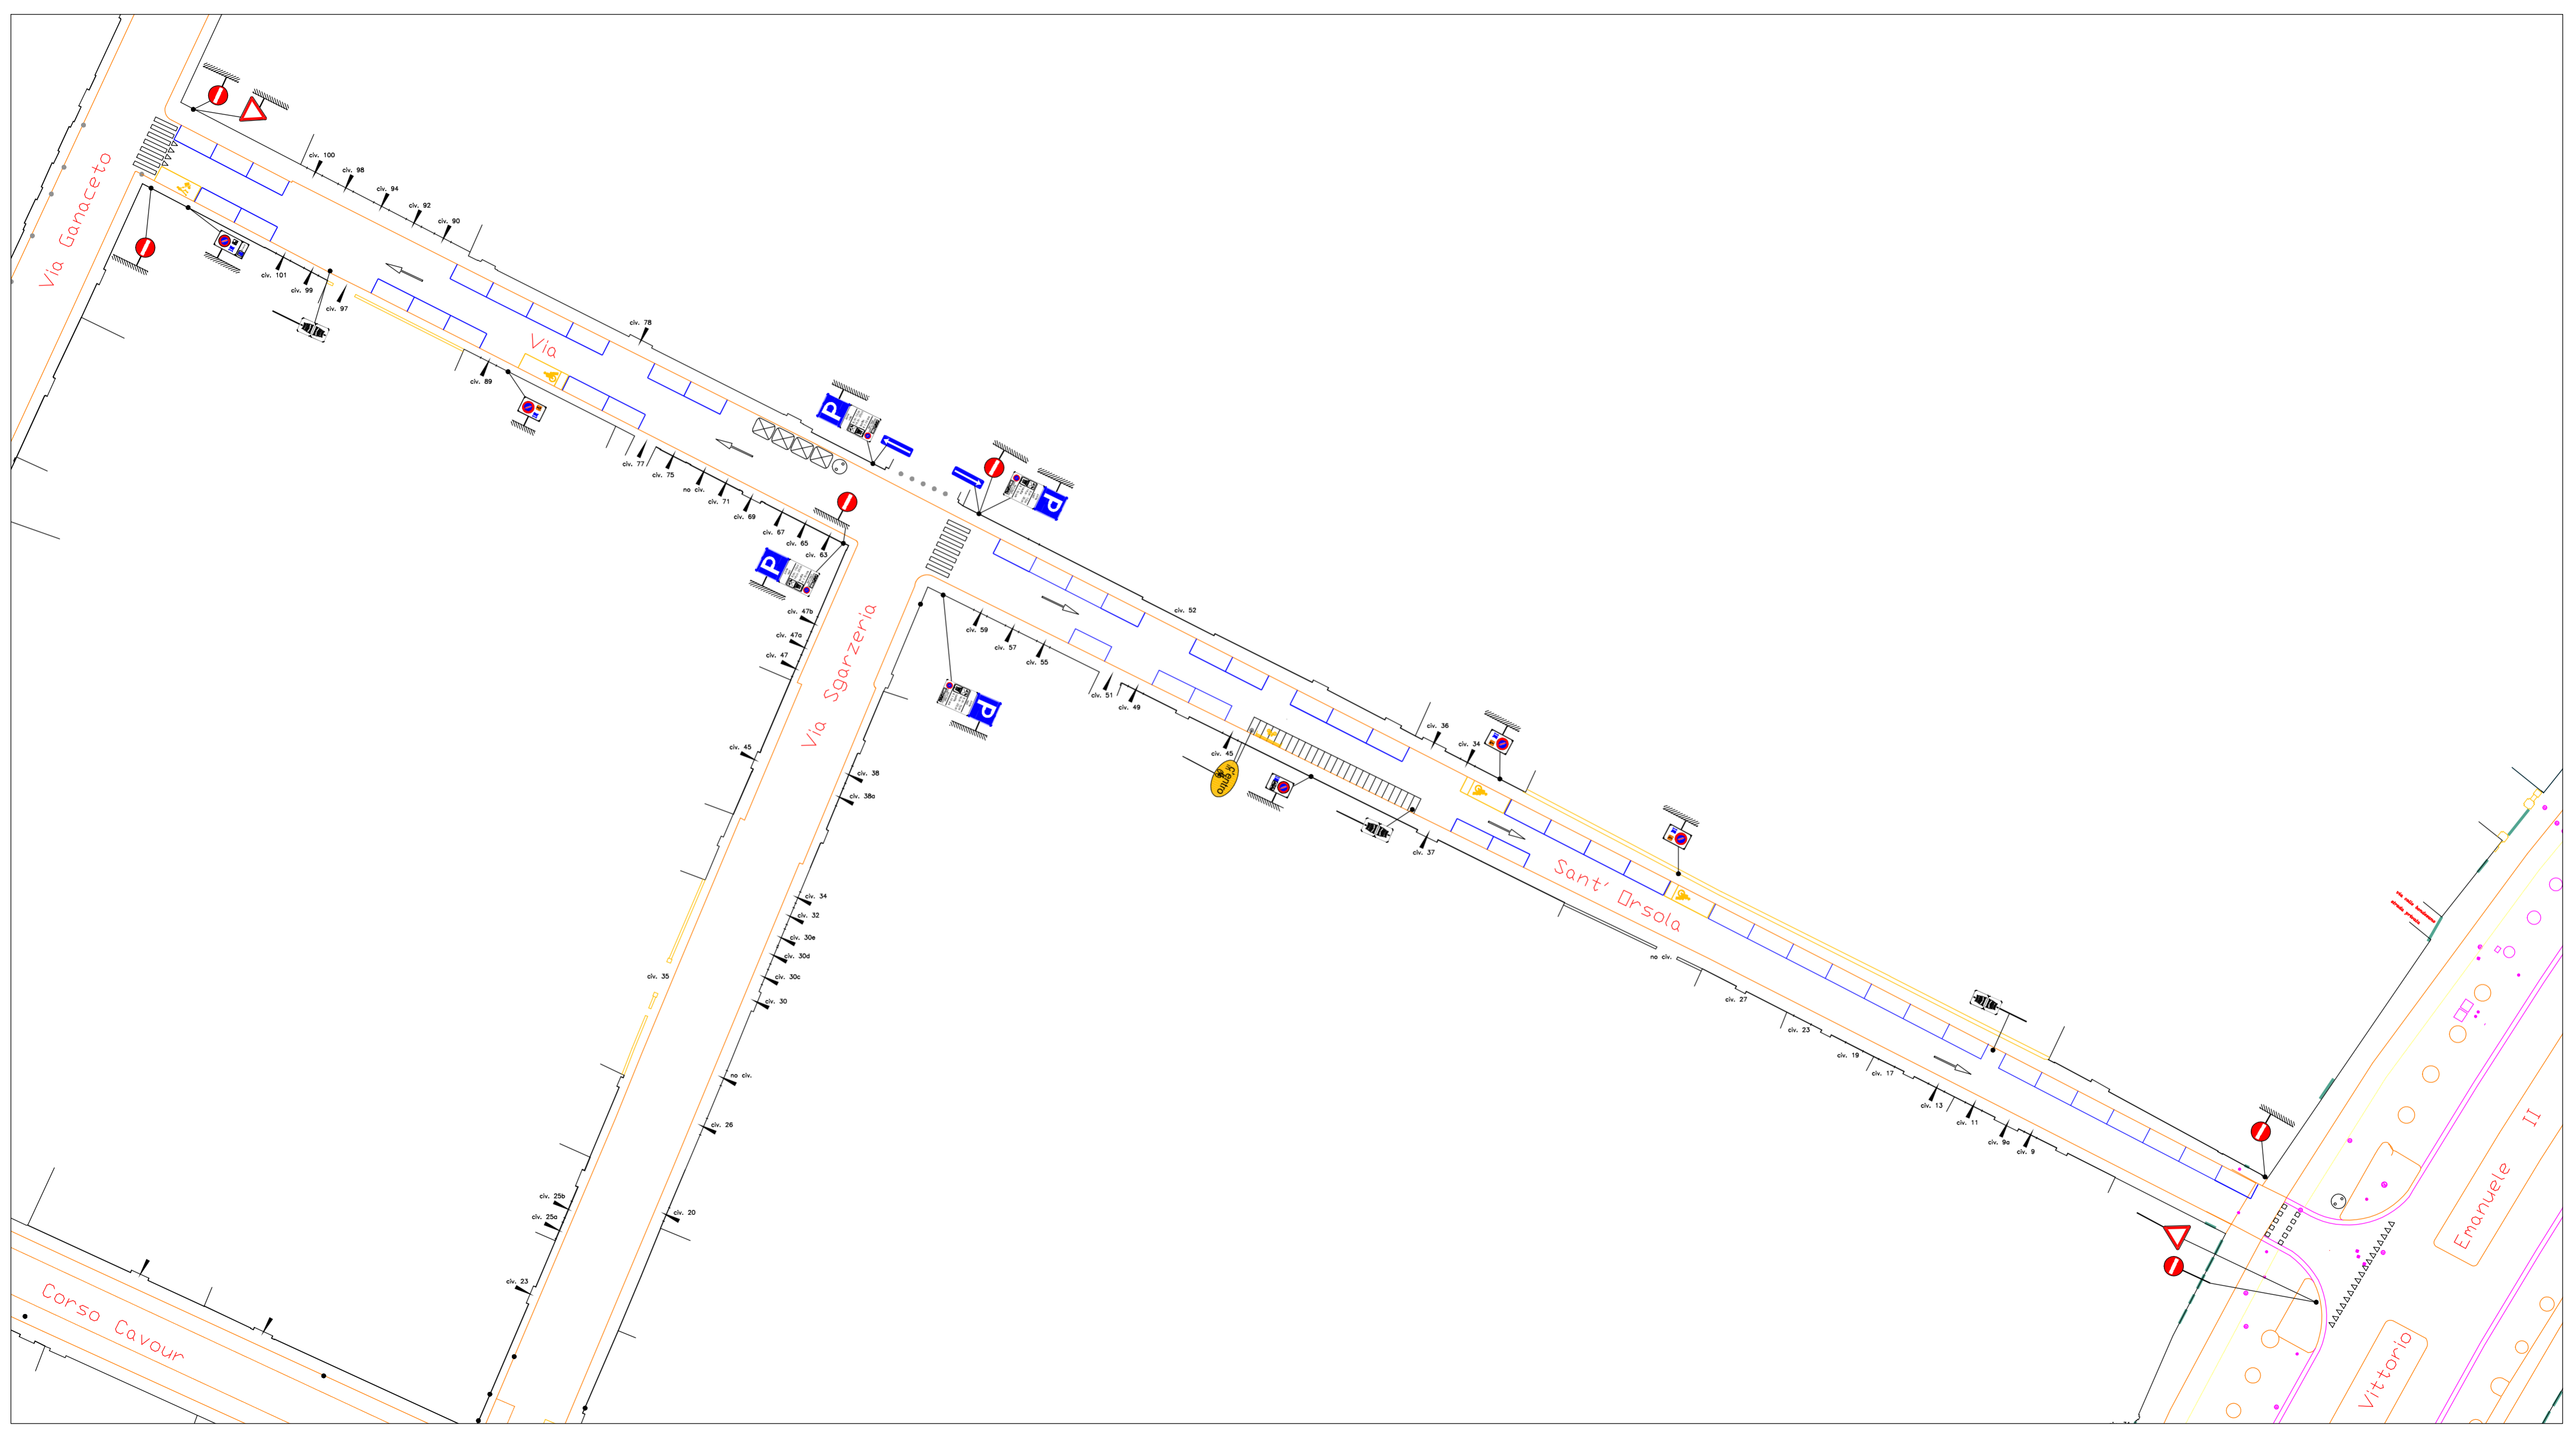 civ. 100
civ. 98
civ. 94
civ. 92
civ. 90
Via Ganaceto
civ. 101
civ. 99
civ. 97
civ. 78
Via
civ. 89
P
civ. 77
civ. 75
no civ.
civ. 71
civ. 69
civ. 67
civ. 65
civ. 63
P
P
civ. 47b
civ. 47a
civ. 47
civ. 52
civ. 59
civ. 57
civ. 55
civ. 51
civ. 49
P
Via Sgarzeria
civ. 45
civ. 38
civ. 38a
civ. 45
c'entro
civ. 36
civ. 34
civ. 37
Sant' Orsola
civ. 34
civ. 32
civ. 30e
civ. 30d
civ. 30c
civ. 30
civ. 35
no civ.
civ. 27
civ. 23
civ. 19
civ. 17
civ. 13
civ. 11
civ. 9a
civ. 9
no civ.
civ. 26
civ. 25b
civ. 25a
civ. 20
civ. 23
Corso Cavour
strada privata
Vittorio Emanuele II